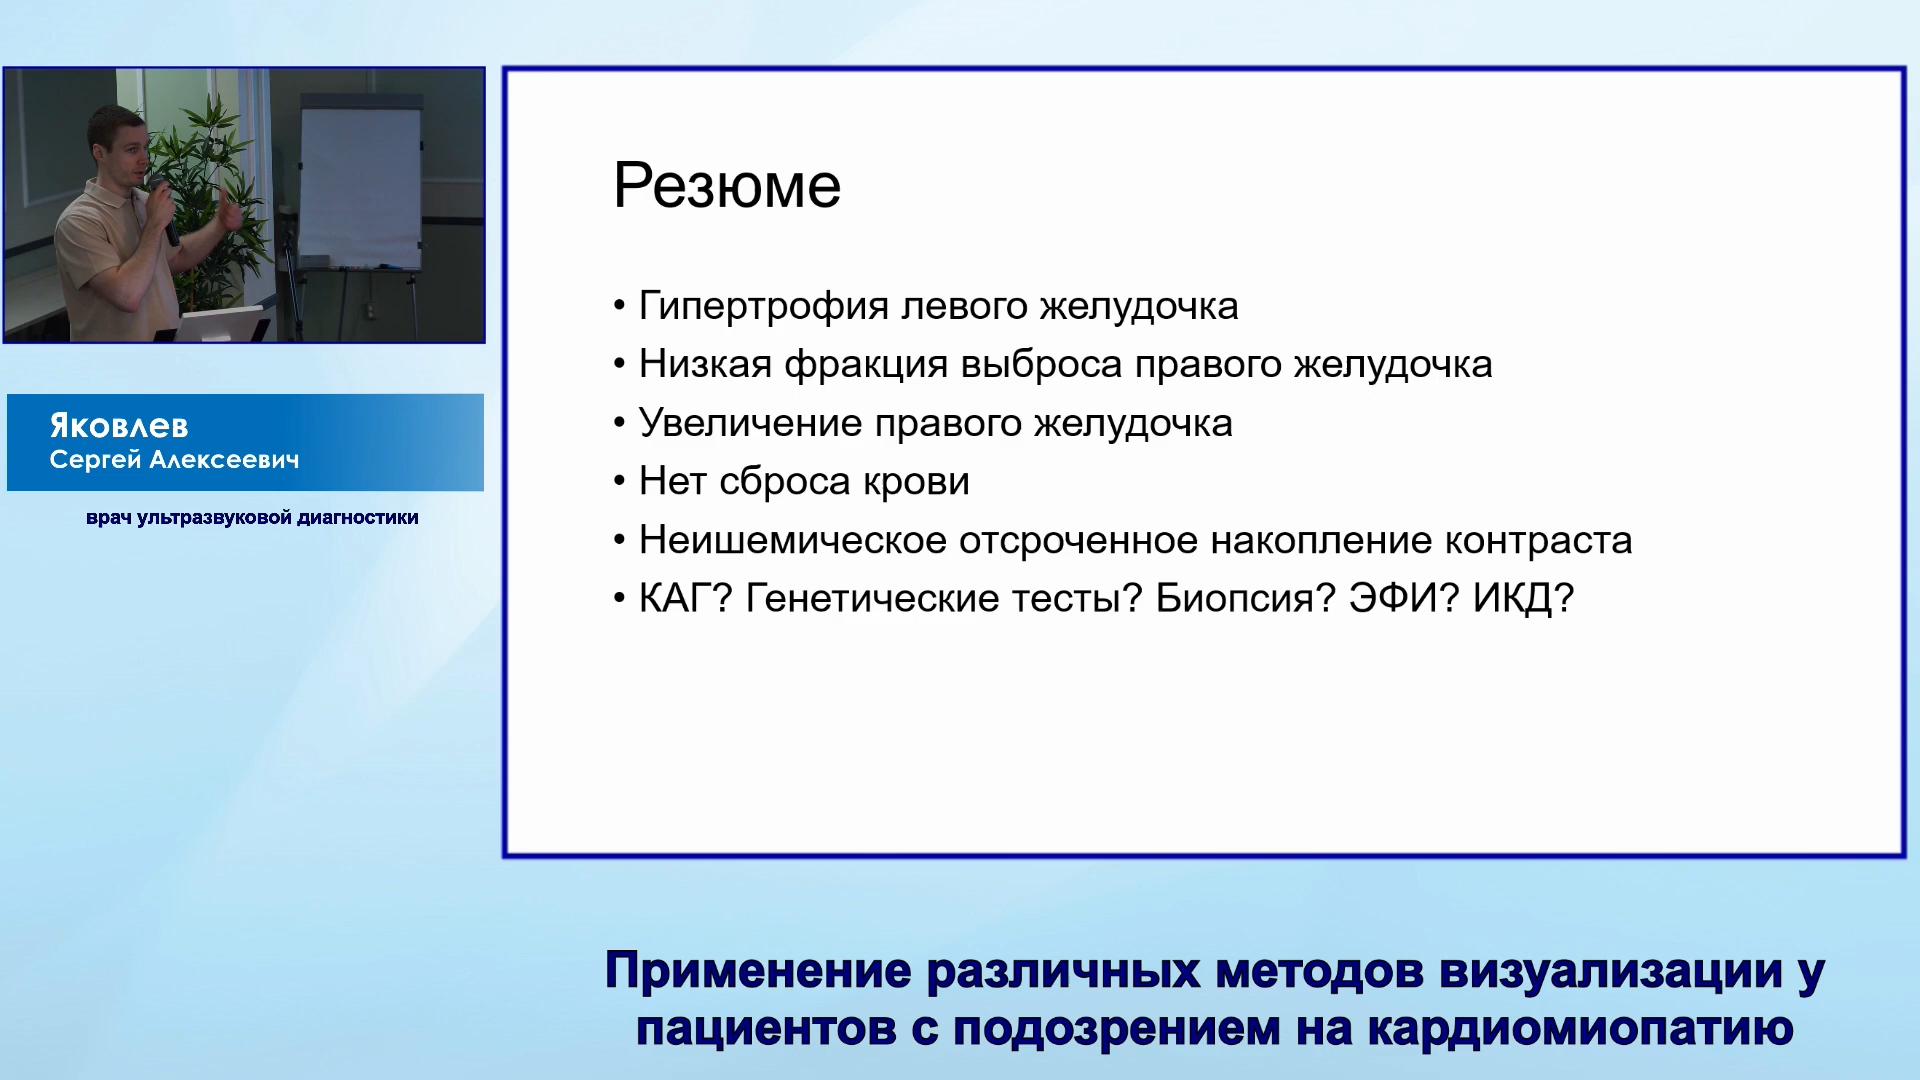 Яковлев
Сергей Алексеевич
врач ультразвуковой диагностики
Резюме
• Гипертрофия левого желудочка
• Низкая фракция выброса правого желудочка
• Увеличение правого желудочка
• Нет сброса крови
• Неишемическое отсроченное накопление контраста
• КАГ? Генетические тесты? Биопсия? ЭФИ? ИКД?
Применение различных методов визуализации у
пациентов с подозрением на кардиомиопатию